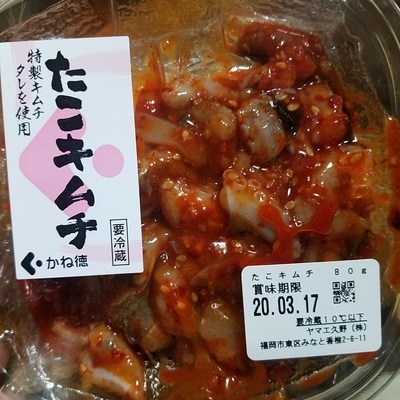 特製キムチ
タレを使用
たこキムチ
要冷蔵
かね徳
たこキムチ 80g
賞味期限
20.03.17
要冷蔵10℃以下
ヤマエ久野(株)
福岡市東区みなと香椎2-6-11